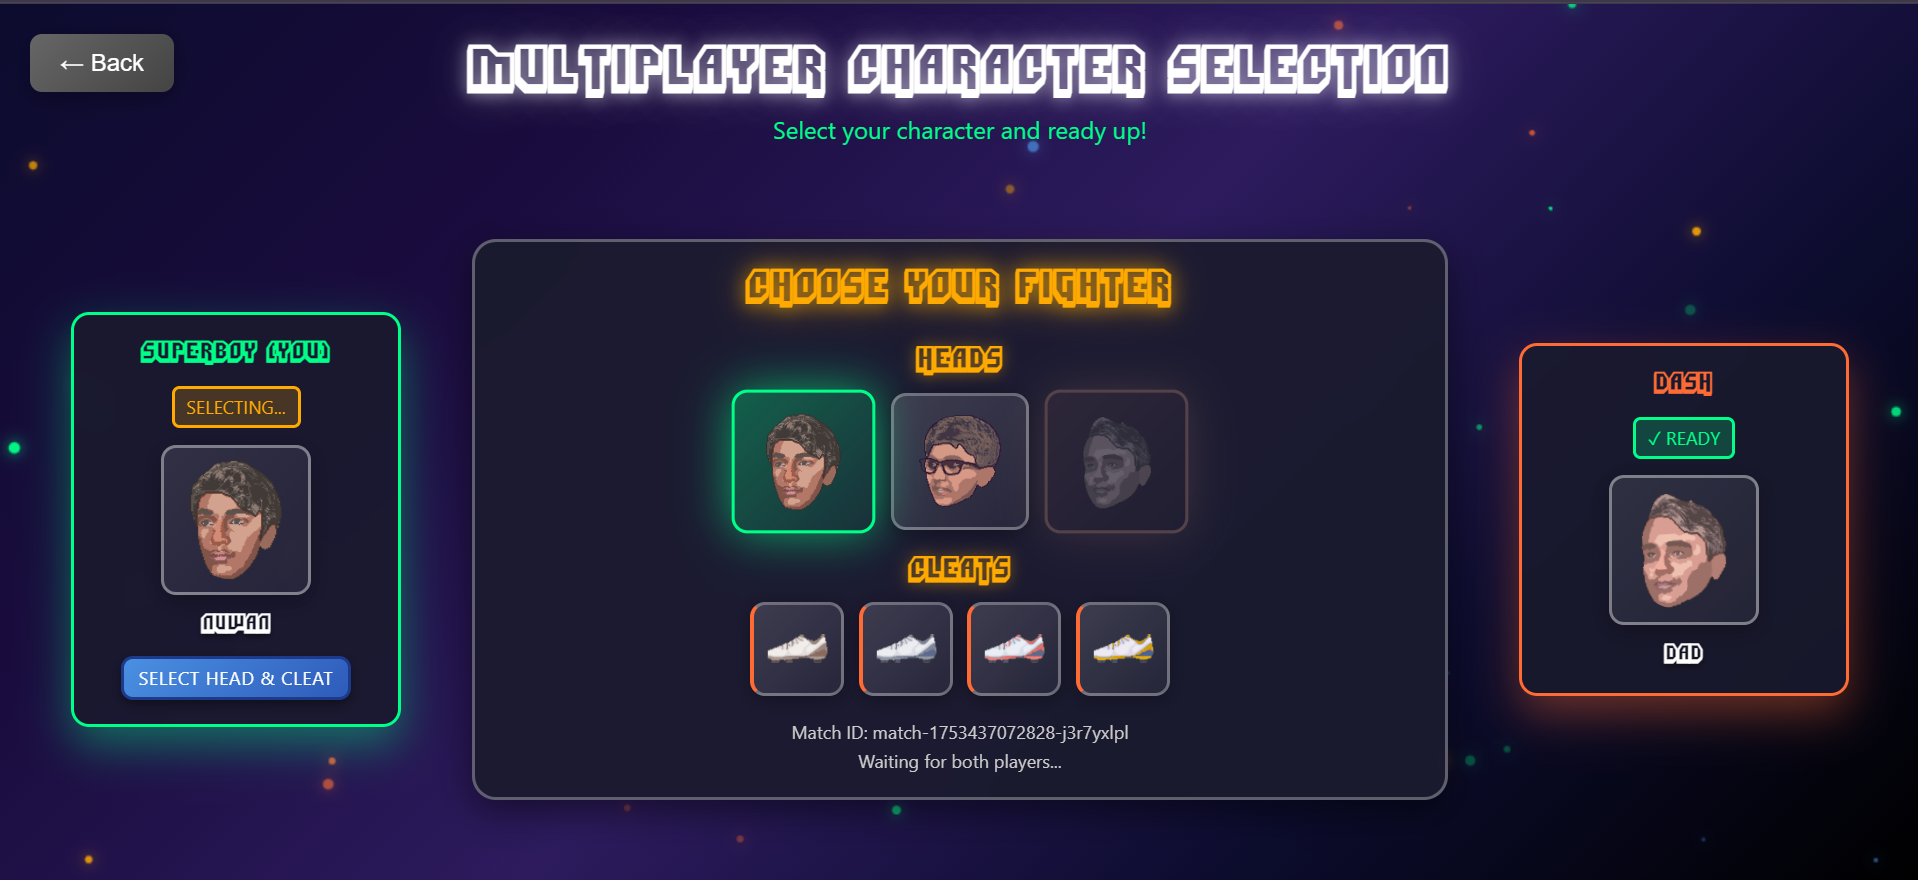 ← Back
MULTIPLAYER CHARACTER SELECTION
Select your character and ready up!
SUPERBOY (YOU)
SELECTING...
NUWAN
SELECT HEAD & CLEAT
CHOOSE YOUR FIGHTER
HEADS
CLEATS
Match ID: match-1753437072828-j3r7yxlpl
Waiting for both players...
DASH
✓ READY
DAD